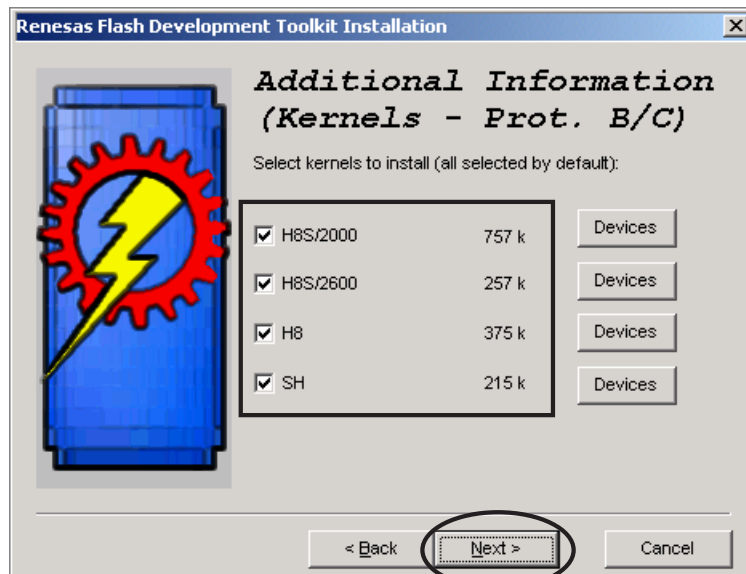 Renesas Flash Development Toolkit Installation
Additional Information
(Kernels - Prot. B/C)
Select kernels to install (all selected by default):
H8S/2000 757 k Devices
H8S/2600 257 k Devices
H8 375 k Devices
SH 215 k Devices
< Back Next > Cancel